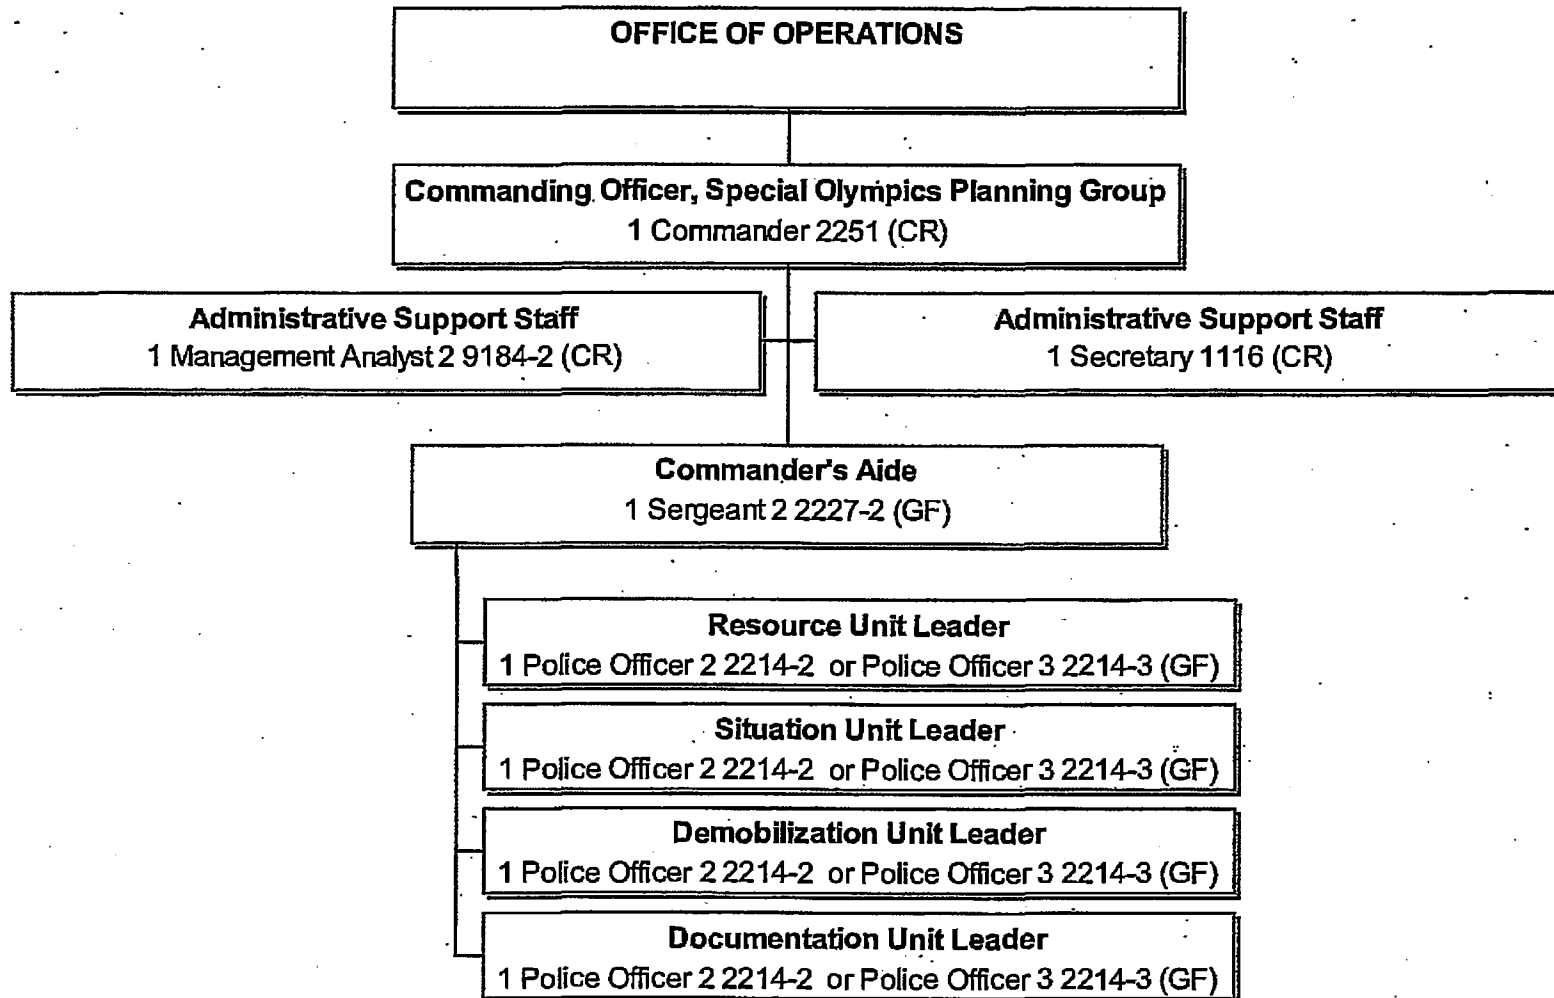 OFFICE OF OPERATIONS
Commanding Officer, Special Olympics Planning Group
1 Commander 2251 (CR)
Administrative Support Staff
1 Management Analyst 2 9184-2 (CR)
Administrative Support Staff
1 Secretary 1116 (CR)
Commander's Aide
1 Sergeant 2 2227-2 (GF)
Resource Unit Leader
1 Police Officer 2 2214-2 or Police Officer 3 2214-3 (GF)
Situation Unit Leader
1 Police Officer 2 2214-2 or Police Officer 3 2214-3 (GF)
Demobilization Unit Leader
1 Police Officer 2 2214-2 or Police Officer 3 2214-3 (GF)
Documentation Unit Leader
1 Police Officer 2 2214-2 or Police Officer 3 2214-3 (GF)